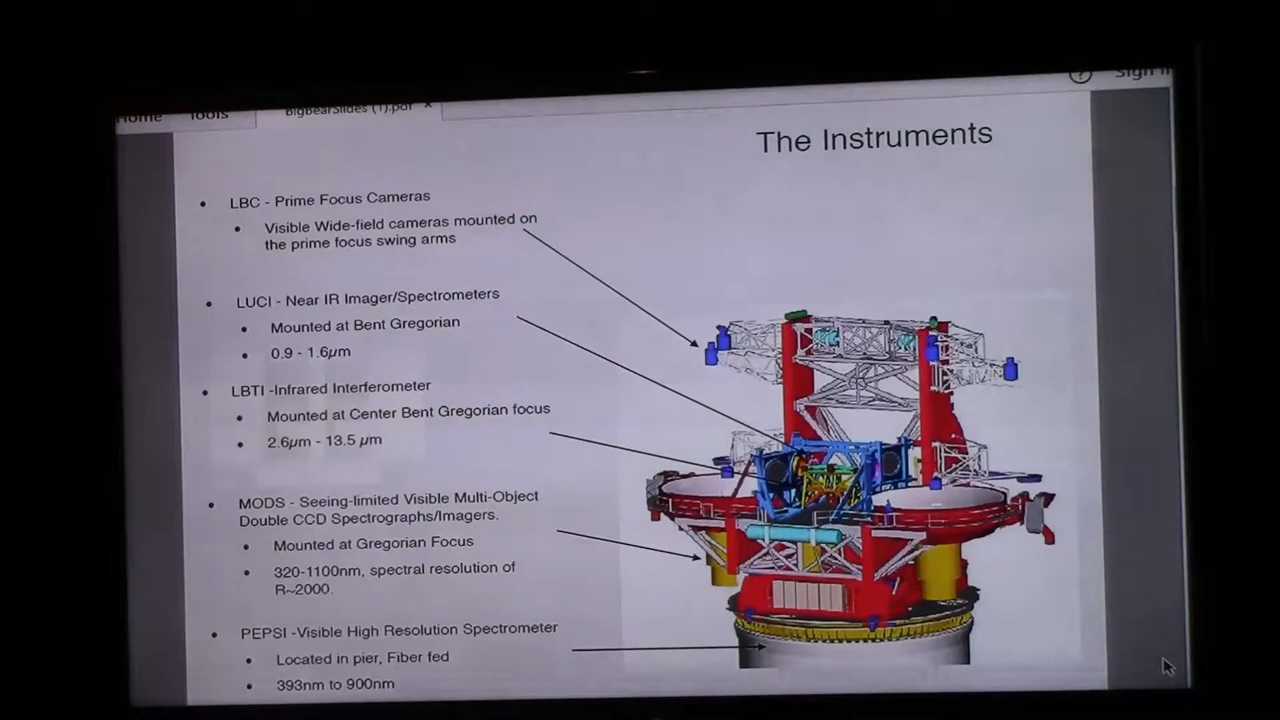 Home Tools BigBearSlides (1).pdf × ? Sign I
The Instruments
• LBC - Prime Focus Cameras
• Visible Wide-field cameras mounted on
the prime focus swing arms
• LUCI - Near IR Imager/Spectrometers
• Mounted at Bent Gregorian
• 0.9 - 1.6µm
• LBTI -Infrared Interferometer
• Mounted at Center Bent Gregorian focus
• 2.6µm - 13.5 µm
• MODS - Seeing-limited Visible Multi-Object
Double CCD Spectrographs/Imagers.
• Mounted at Gregorian Focus
• 320-1100nm, spectral resolution of
R~2000.
• PEPSI -Visible High Resolution Spectrometer
• Located in pier, Fiber fed
• 393nm to 900nm